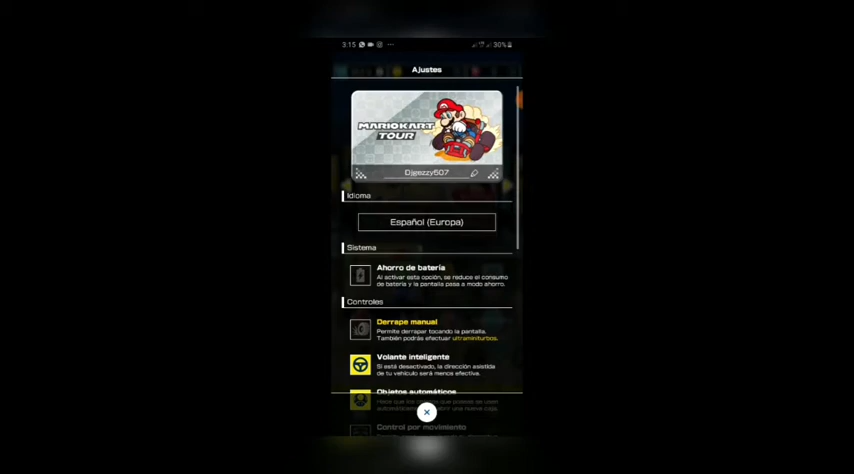 3:15
30%
Ajustes
MARIOKART
TOUR
Djgezzy507
Idioma
Español (Europa)
Sistema
Ahorro de batería
Al activar esta opción, se reduce el consumo
de batería y la pantalla pasa a modo ahorro.
Controles
Derrape manual
Permite derrapar tocando la pantalla.
También podrás efectuar ultraminiturbos.
Volante inteligente
Si está desactivado, la dirección asistida
de tu vehículo será menos efectiva.
Objetos automáticos
Control por movimiento